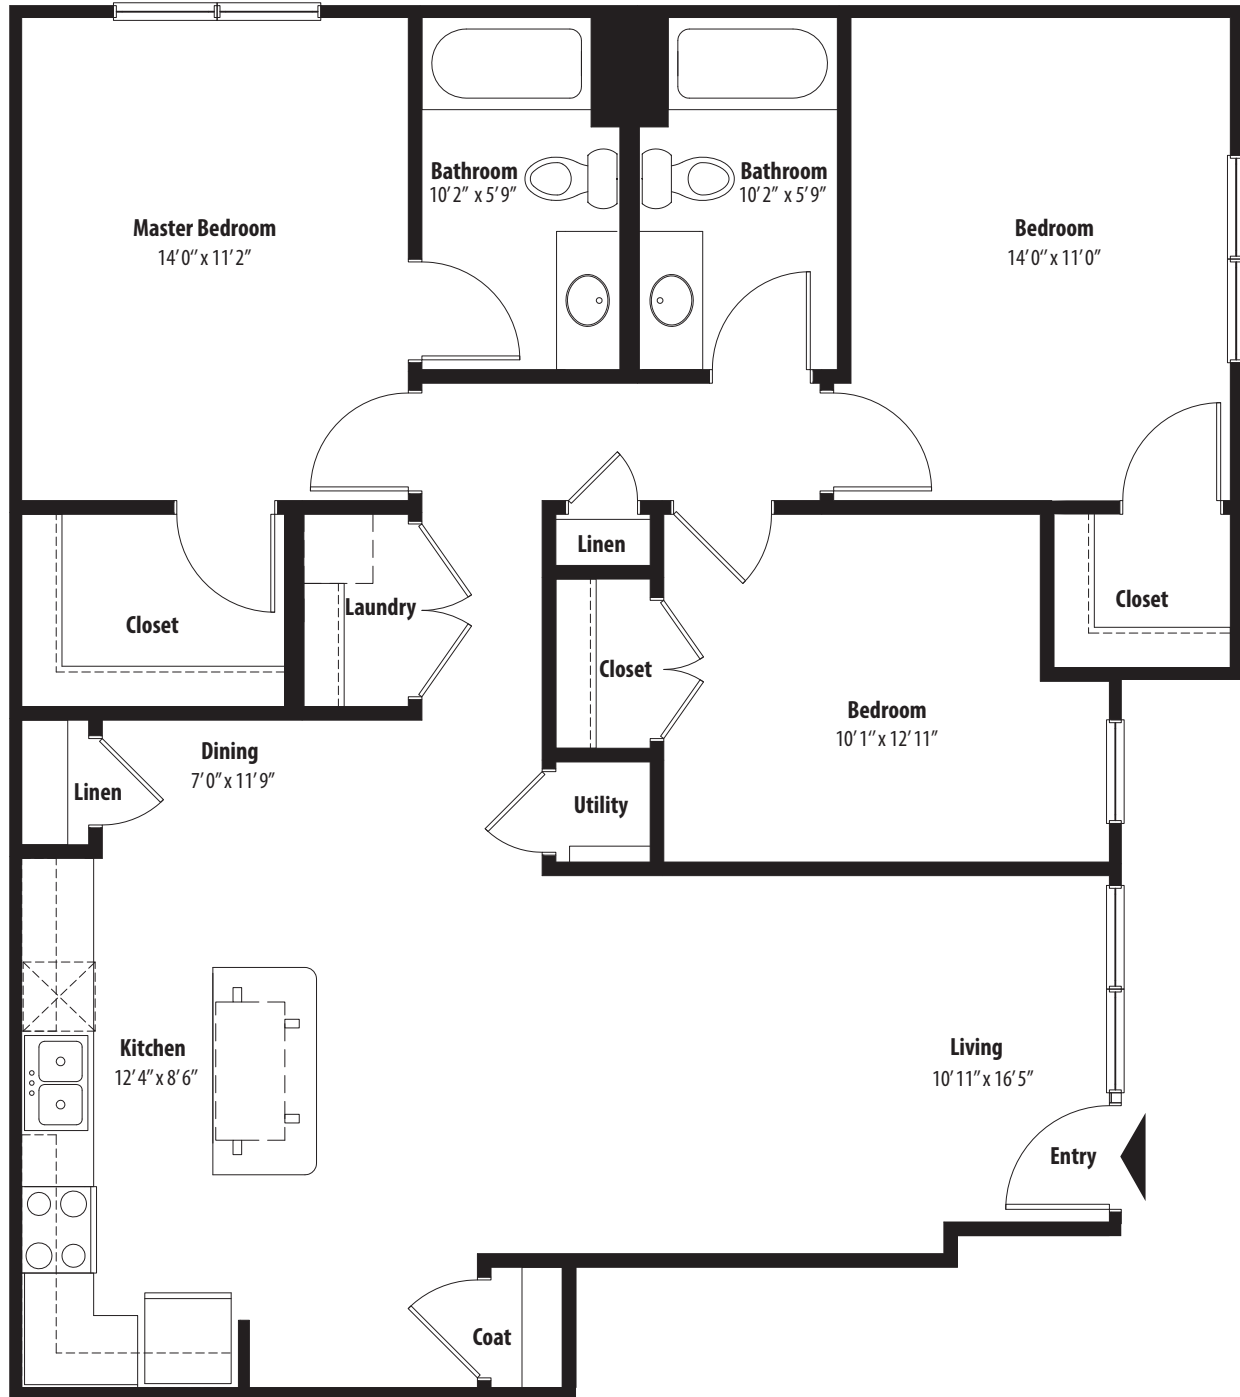 Bathroom
10'2" x 5'9"
Bathroom
10'2" x 5'9"
Master Bedroom
14'0" x 11'2"
Bedroom
14'0" x 11'0"
Linen
Closet
Laundry
Closet
Closet
Bedroom
10'1" x 12'11"
Dining
7'0" x 11'9"
Linen
Utility
Kitchen
12'4" x 8'6"
Living
10'11" x 16'5"
Entry
Coat